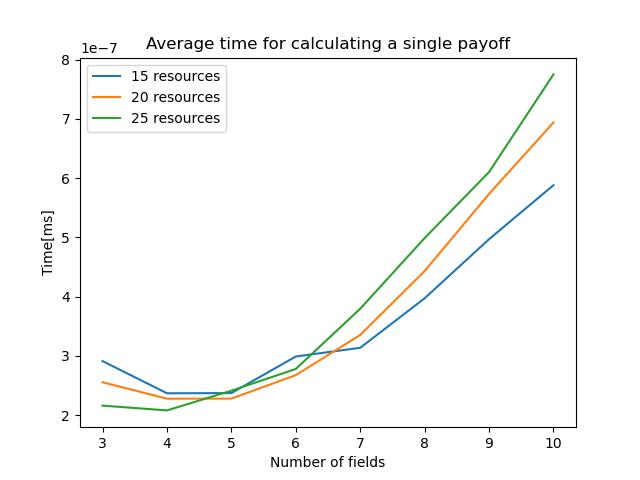 Average time for calculating a single payoff
1e−7
15 resources
20 resources
25 resources
8
7
6
5
4
3
2
Time[ms]
3 4 5 6 7 8 9 10
Number of fields